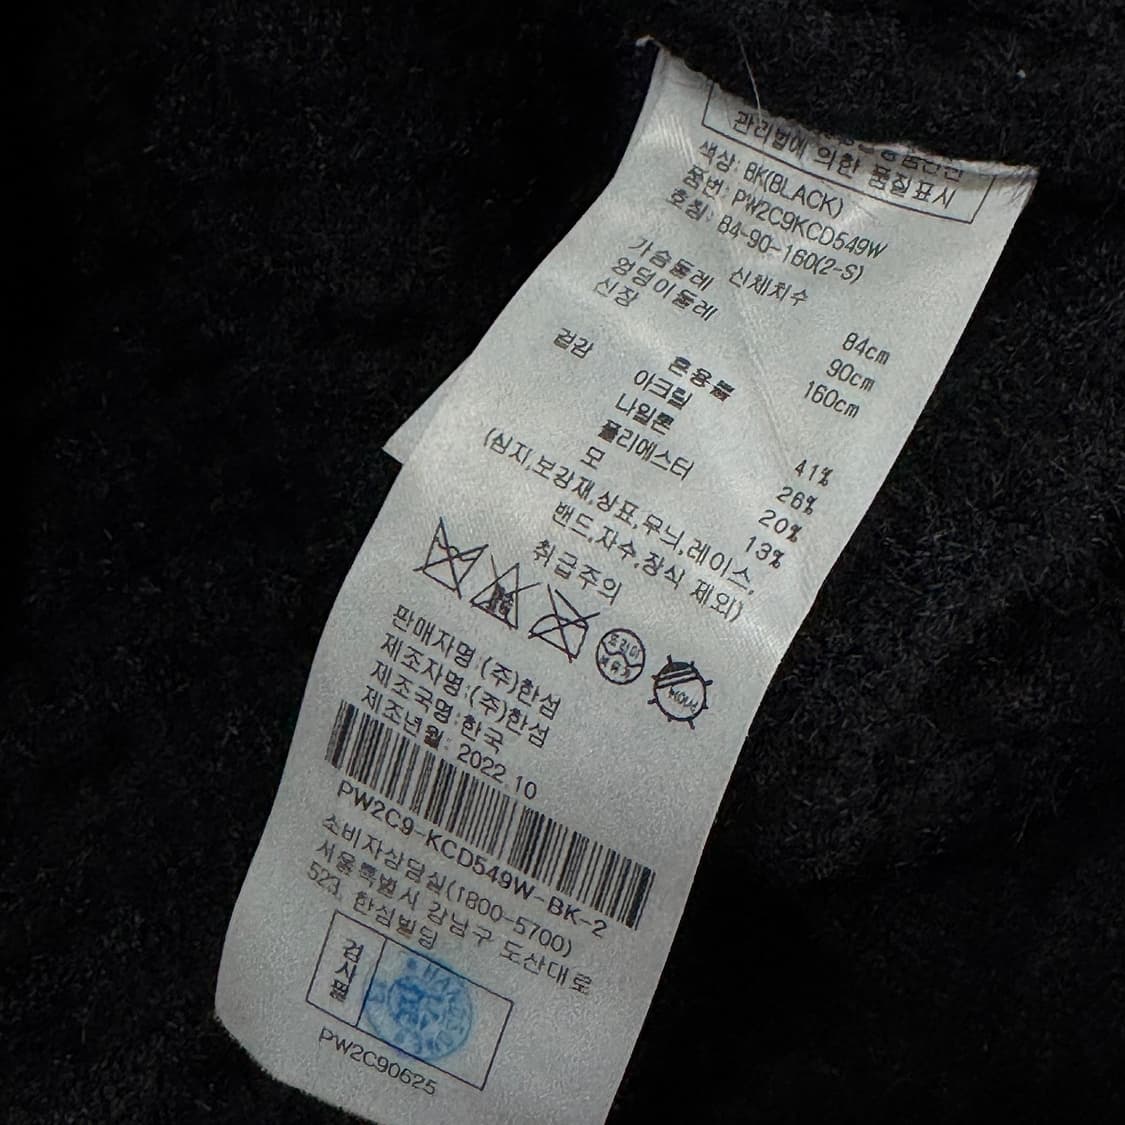 관리법에 의한 품질표시
색상: BK(BLACK)
품번: PW2C9KCD549W
호칭: 84-90-160(2-S)
신체치수
가슴둘레 84cm
엉덩이둘레 90cm
신장 160cm
혼용률
겉감 아크릴 41%
나일론 26%
폴리에스터 20%
모 13%
(심지,보강재,상표,무늬,레이스,
밴드,자수,장식 제외)
취급주의
판매자명:(주)한섬
제조자명:(주)한섬
제조국명:한국
제조년월: 2022.10
PW2C9-KCD549W-BK-2
소비자상담실(1800-5700)
서울특별시 강남구 도산대로
523, 한섬빌딩
검사필
PW2C90625